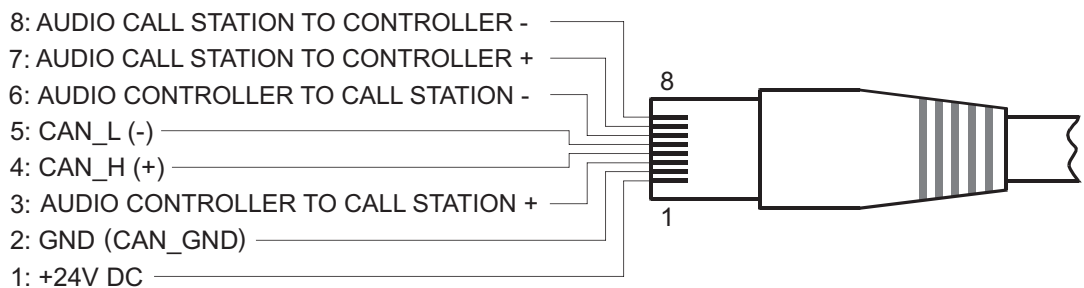 8: AUDIO CALL STATION TO CONTROLLER -
7: AUDIO CALL STATION TO CONTROLLER +
6: AUDIO CONTROLLER TO CALL STATION -
5: CAN_L (-)
4: CAN_H (+)
3: AUDIO CONTROLLER TO CALL STATION +
2: GND (CAN_GND)
1: +24V DC
8
1